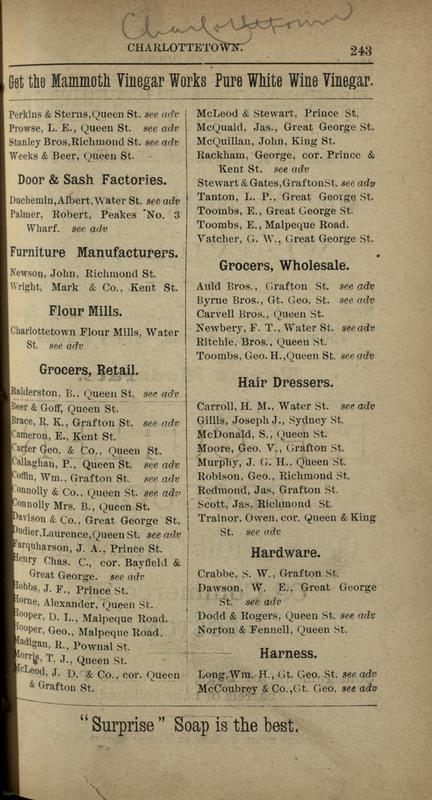 Charlottetown
CHARLOTTETOWN.
243
Get the Mammoth Vinegar Works Pure White Wine Vinegar.
Perkins & Sterns, Queen St. see adv
Prowse, L. E., Queen St. see adv
Stanley Bros, Richmond St. see adv
Weeks & Beer, Queen St.
Door & Sash Factories.
Duchemin, Albert, Water St. see adv
Palmer, Robert, Peakes No. 3
Wharf. see adv
Furniture Manufacturers.
Newson, John, Richmond St.
Wright, Mark & Co., Kent St.
Flour Mills.
Charlottetown Flour Mills, Water
St. see adv
Grocers, Retail.
Balderston, B., Queen St. see adv
Beer & Goff, Queen St.
Brace, R. K., Grafton St. see adv
Cameron, E., Kent St.
Carter Geo. & Co., Queen St.
Callaghan, P., Queen St. see adv
Coffin, Wm., Grafton St. see adv
Connolly & Co., Queen St. see adv
Connolly Mrs. B., Queen St.
Davison & Co., Great George St.
Dudier, Laurence, Queen St. see adv
Farquharson, J. A., Prince St.
Henry Chas. C., cor. Bayfield &
Great George. see adv
Hobbs, J. F., Prince St.
Horne, Alexander, Queen St.
Hooper, D. L., Malpeque Road.
Hooper, Geo., Malpeque Road.
Madigan, R., Pownal St.
Morris, T. J., Queen St.
McLeod, J. D. & Co., cor. Queen
& Grafton St.
McLeod & Stewart, Prince St.
McQuaid, Jas., Great George St.
McQuillan, John, King St.
Rackham, George, cor. Prince &
Kent St. see adv
Stewart & Gates, Grafton St. see adv
Tanton, L. P., Great George St.
Toombs, E., Great George St.
Toombs, E., Malpeque Road.
Vatcher, G. W., Great George St.
Grocers, Wholesale.
Auld Bros., Grafton St. see adv
Byrne Bros., Gt. Geo. St. see adv
Carvell Bros., Queen St.
Newbery, F. T., Water St. see adv
Ritchie, Bros., Queen St.
Toombs, Geo. H., Queen St. see adv
Hair Dressers.
Carroll, H. M., Water St. see adv
Gillis, Joseph J., Sydney St.
McDonald, S., Queen St.
Moore, Geo. V., Grafton St.
Murphy, J. G. H., Queen St.
Robison, Geo., Richmond St.
Redmond, Jas, Grafton St.
Scott, Jas, Richmond St.
Trainor, Owen, cor. Queen & King
St. see adv
Hardware.
Crabbe, S. W., Grafton St.
Dawson, W. E., Great George
St. see adv
Dodd & Rogers, Queen St. see adv
Norton & Fennell, Queen St.
Harness.
Long, Wm. H., Gt. Geo. St. see adv
McCoubrey & Co., Gt. Geo. see adv
"Surprise" Soap is the best.